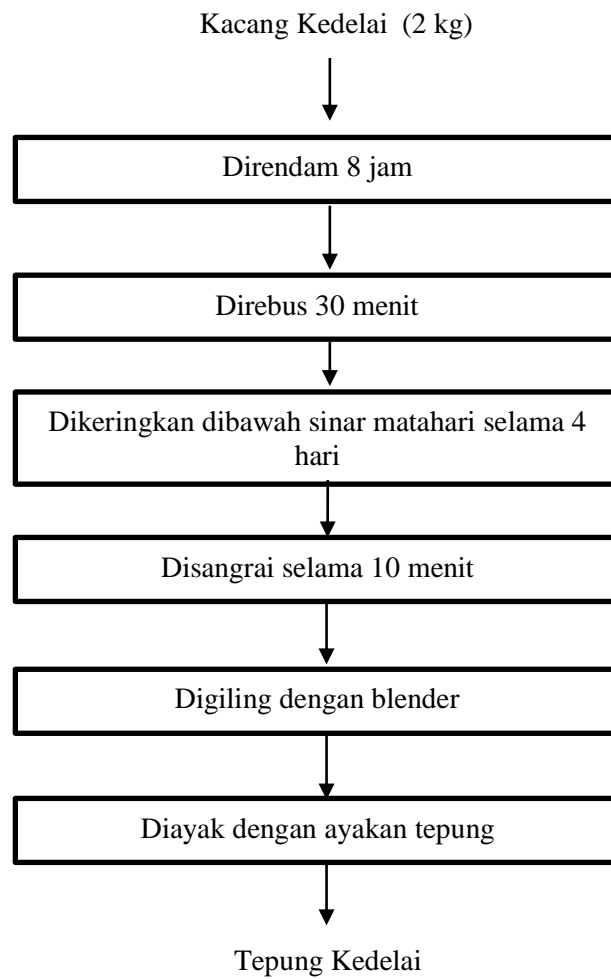 Kacang Kedelai  (2 kg)
Direndam 8 jam
Direbus 30 menit
Dikeringkan dibawah sinar matahari selama 4
hari
Disangrai selama 10 menit
Digiling dengan blender
Diayak dengan ayakan tepung
Tepung Kedelai